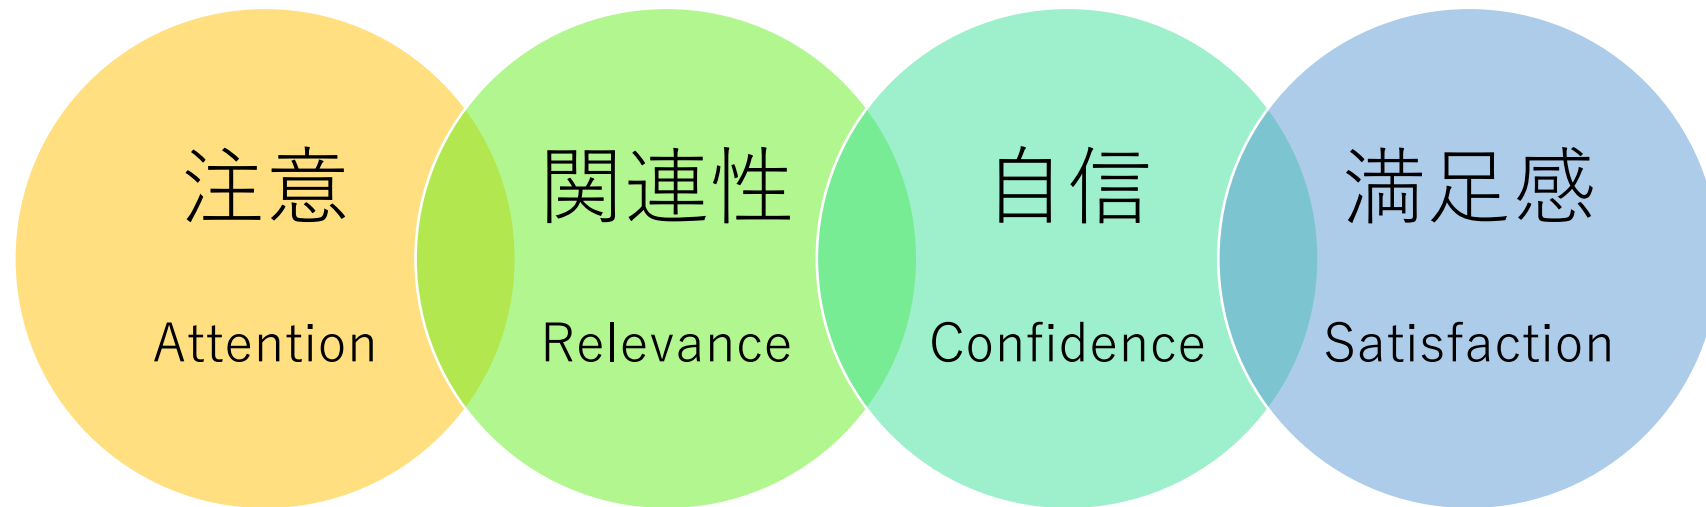 注意
Attention
関連性
Relevance
自信
Confidence
満足感
Satisfaction